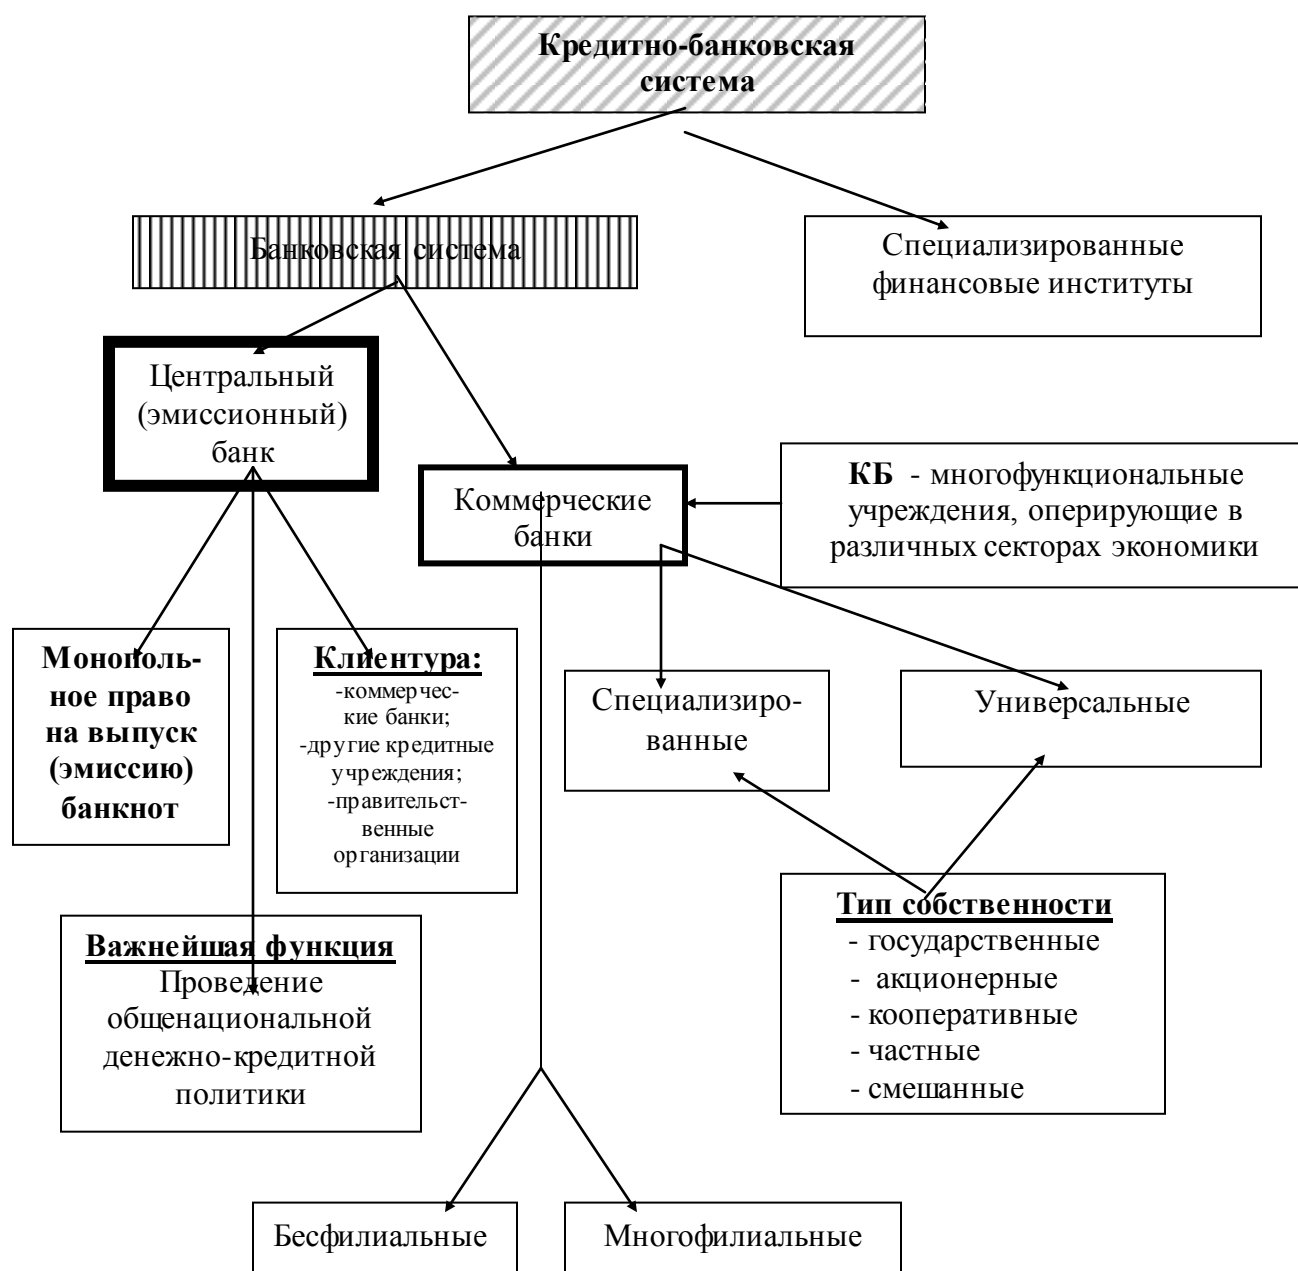 Кредитно-банковская
система
Банковская система
Специализированные
финансовые институты
Центральный
(эмиссионный)
банк
Коммерческие
банки
КБ - многофункциональные
учреждения, оперирующие в
различных секторах экономики
Монополь-
ное право
на выпуск
(эмиссию)
банкнот
Клиентура:
-коммерчес-
кие банки;
-другие кредитные
учреждения;
-правительст-
венные
организации
Специализиро-
ванные
Универсальные
Важнейшая функция
Проведение
общенациональной
денежно-кредитной
политики
Тип собственности
- государственные
- акционерные
- кооперативные
- частные
- смешанные
Бесфилиальные
Многофилиальные